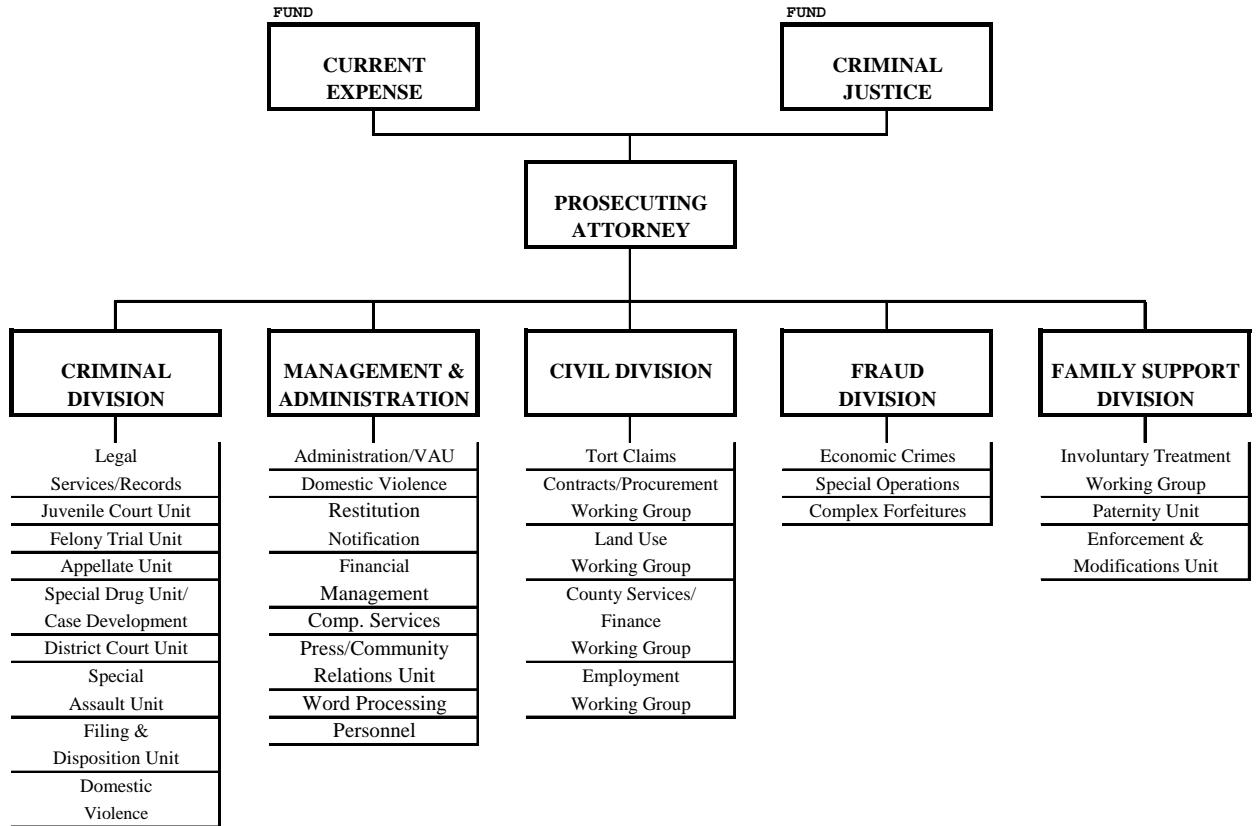 FUND
CURRENT
EXPENSE
FUND
CRIMINAL
JUSTICE
PROSECUTING
ATTORNEY
CRIMINAL
DIVISION
Legal
Services/Records
Juvenile Court Unit
Felony Trial Unit
Appellate Unit
Special Drug Unit/
Case Development
District Court Unit
Special
Assault Unit
Filing &
Disposition Unit
Domestic
Violence
MANAGEMENT &
ADMINISTRATION
Administration/VAU
Domestic Violence
Restitution
Notification
Financial
Management
Comp. Services
Press/Community
Relations Unit
Word Processing
Personnel
CIVIL DIVISION
Tort Claims
Contracts/Procurement
Working Group
Land Use
Working Group
County Services/
Finance
Working Group
Employment
Working Group
FRAUD
DIVISION
Economic Crimes
Special Operations
Complex Forfeitures
FAMILY SUPPORT
DIVISION
Involuntary Treatment
Working Group
Paternity Unit
Enforcement &
Modifications Unit